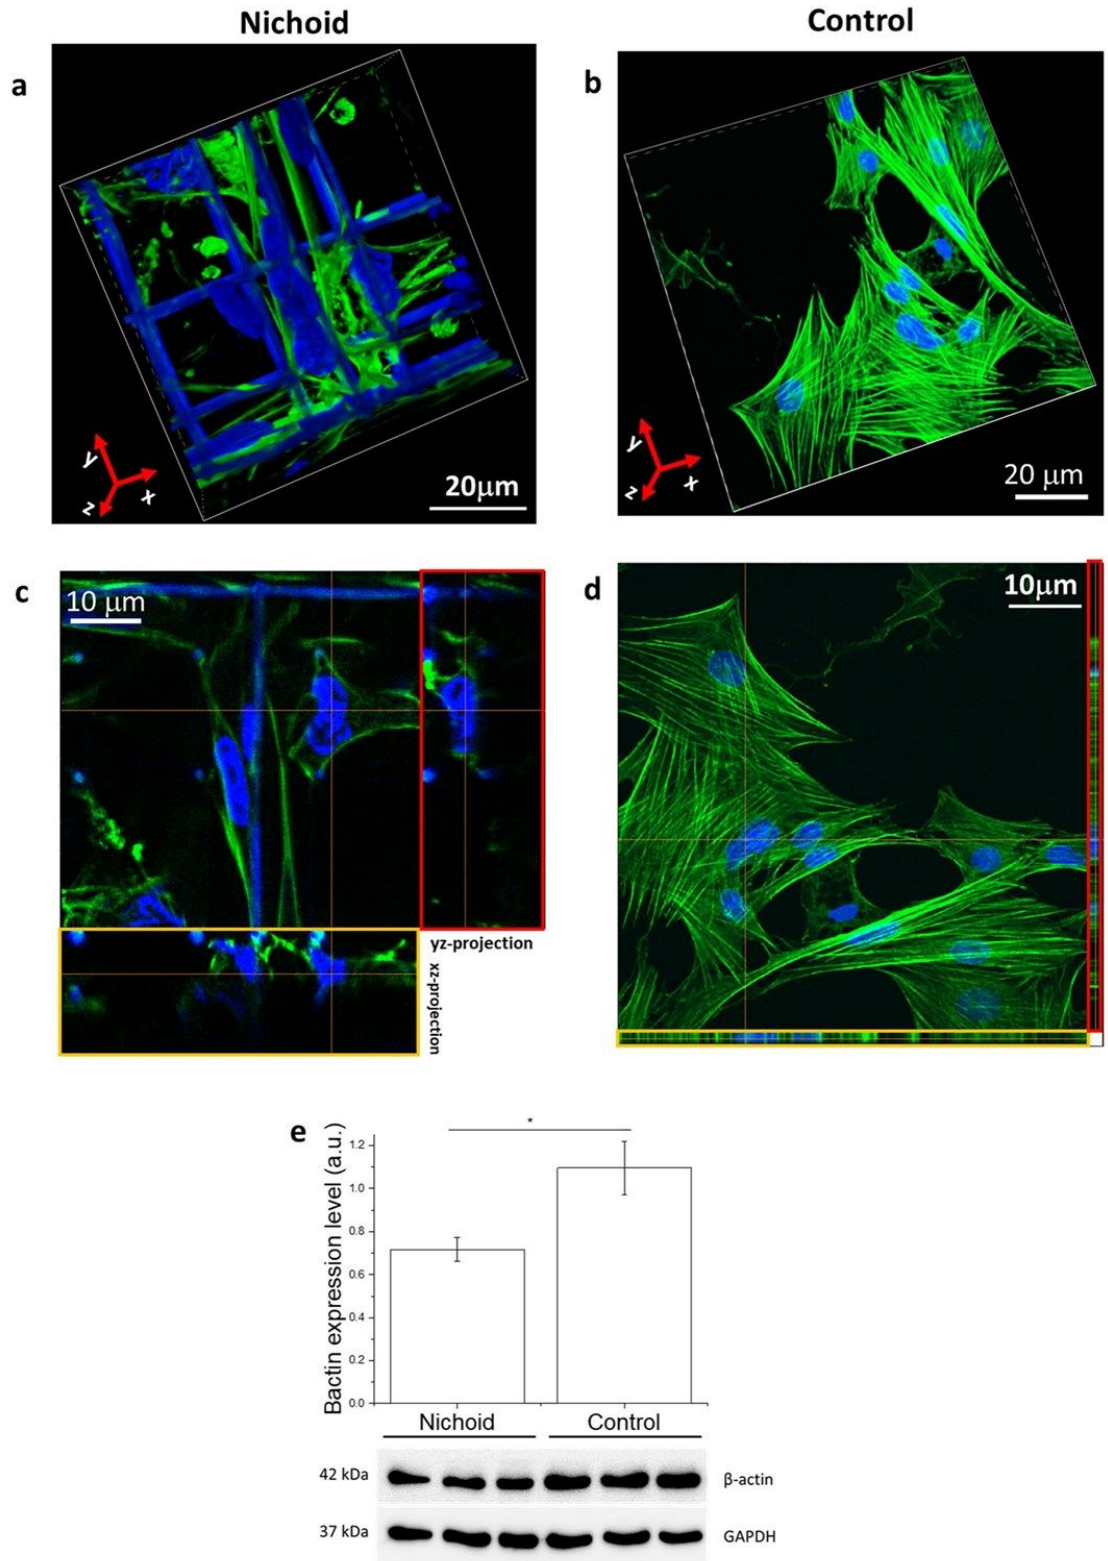 Nichoid
Control
a
b
y
x
z
20μm
y
x
z
20 μm
c
10 μm
yz-projection
xz-projection
d
10μm
e
*
Bactin expression level (a.u.)
1.2
1.0
0.8
0.6
0.4
0.2
0.0
Nichoid
Control
42 kDa
β-actin
37 kDa
GAPDH